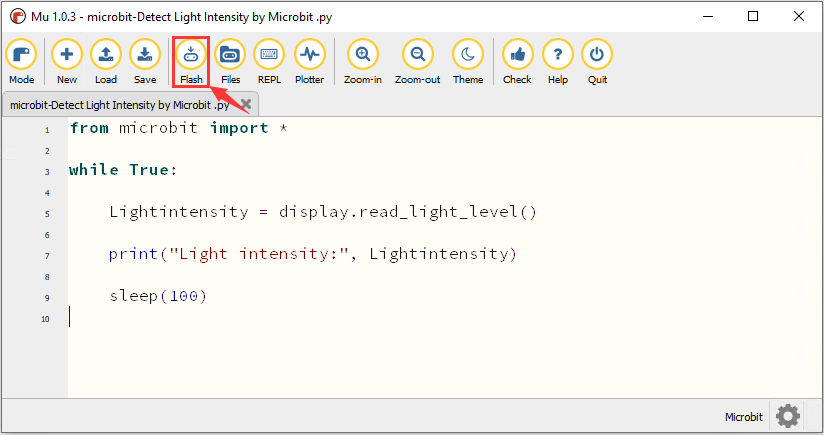 Mu 1.0.3 - microbit-Detect Light Intensity by Microbit .py
Mode New Load Save Flash Files REPL Plotter Zoom-in Zoom-out Theme Check Help Quit
microbit-Detect Light Intensity by Microbit .py
1 from microbit import *
2
3 while True:
4
5 Lightintensity = display.read_light_level()
6
7 print("Light intensity:", Lightintensity)
8
9 sleep(100)
10
Microbit